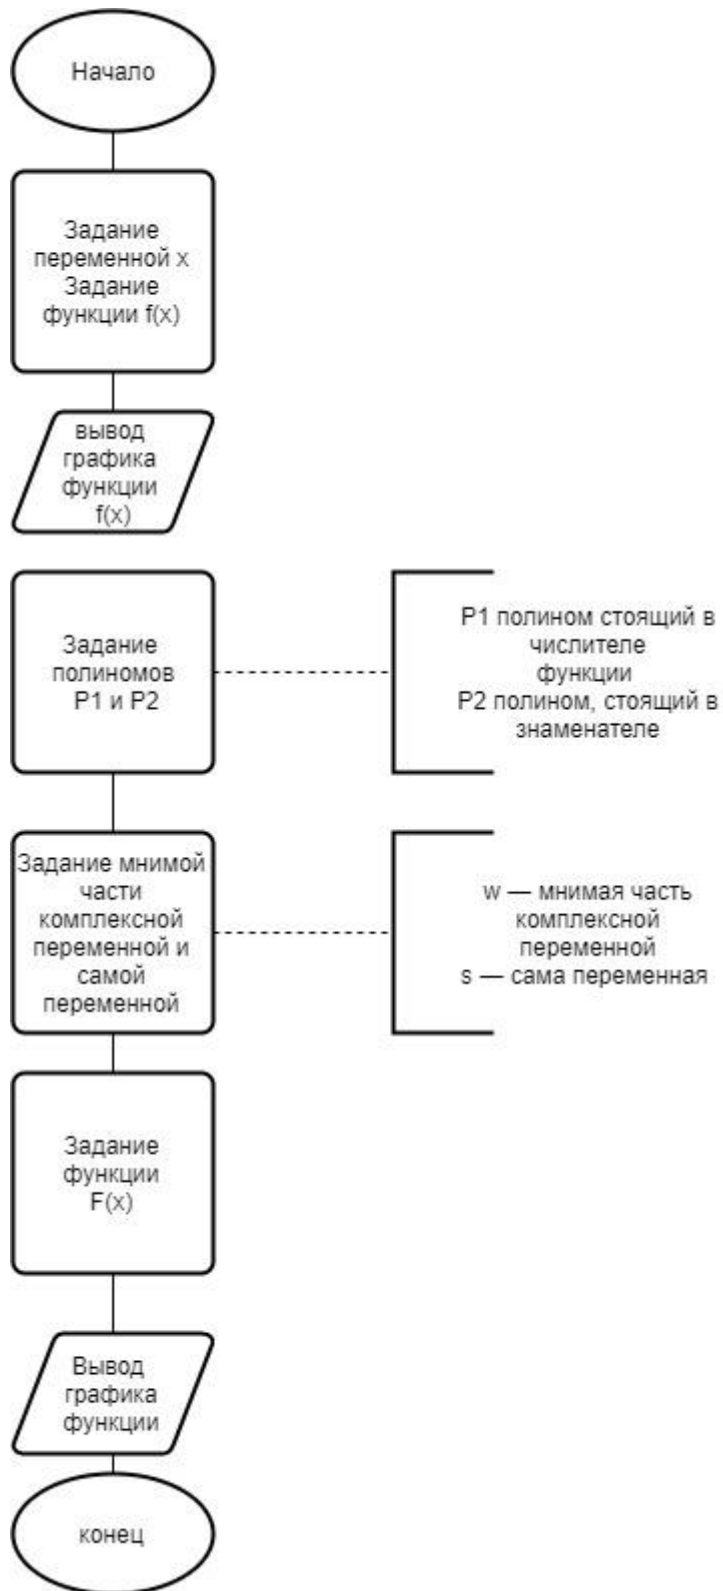 Начало
Задание
переменной x
Задание
функции f(x)
вывод
графика
функции
f(x)
Задание
полиномов
P1 и P2
P1 полином стоящий в
числителе
функции
P2 полином, стоящий в
знаменателе
Задание мнимой
части
комплексной
переменной и
самой
переменной
w — мнимая часть
комплексной
переменной
s — сама переменная
Задание
функции
F(x)
Вывод
графика
функции
конец